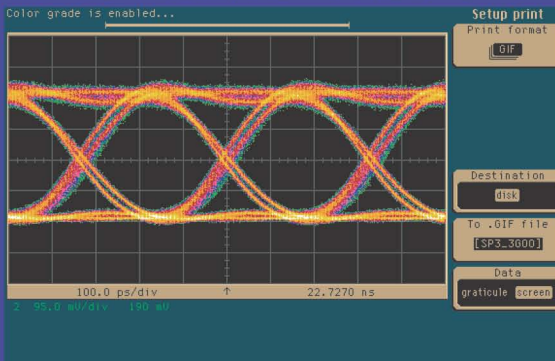 Color grade is enabled...
Setup print
Print format
GIF
Destination
disk
To .GIF file
[SP3_3G00]
Data
graticule screen
100.0 ps/div ↑ 22.7270 ns
2 95.0 mV/div 190 mV